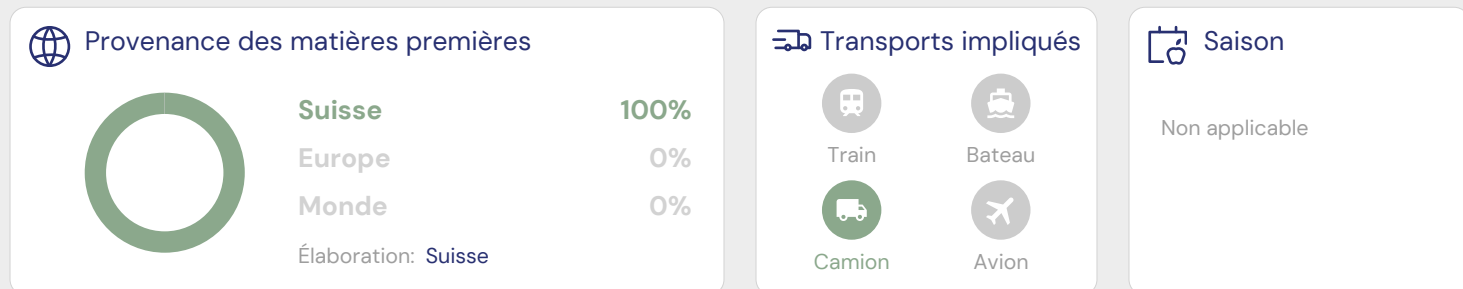 Provenance des matières premières
Suisse 100%
Europe 0%
Monde 0%
Élaboration: Suisse
Transports impliqués
Train Bateau
Camion Avion
Saison
Non applicable